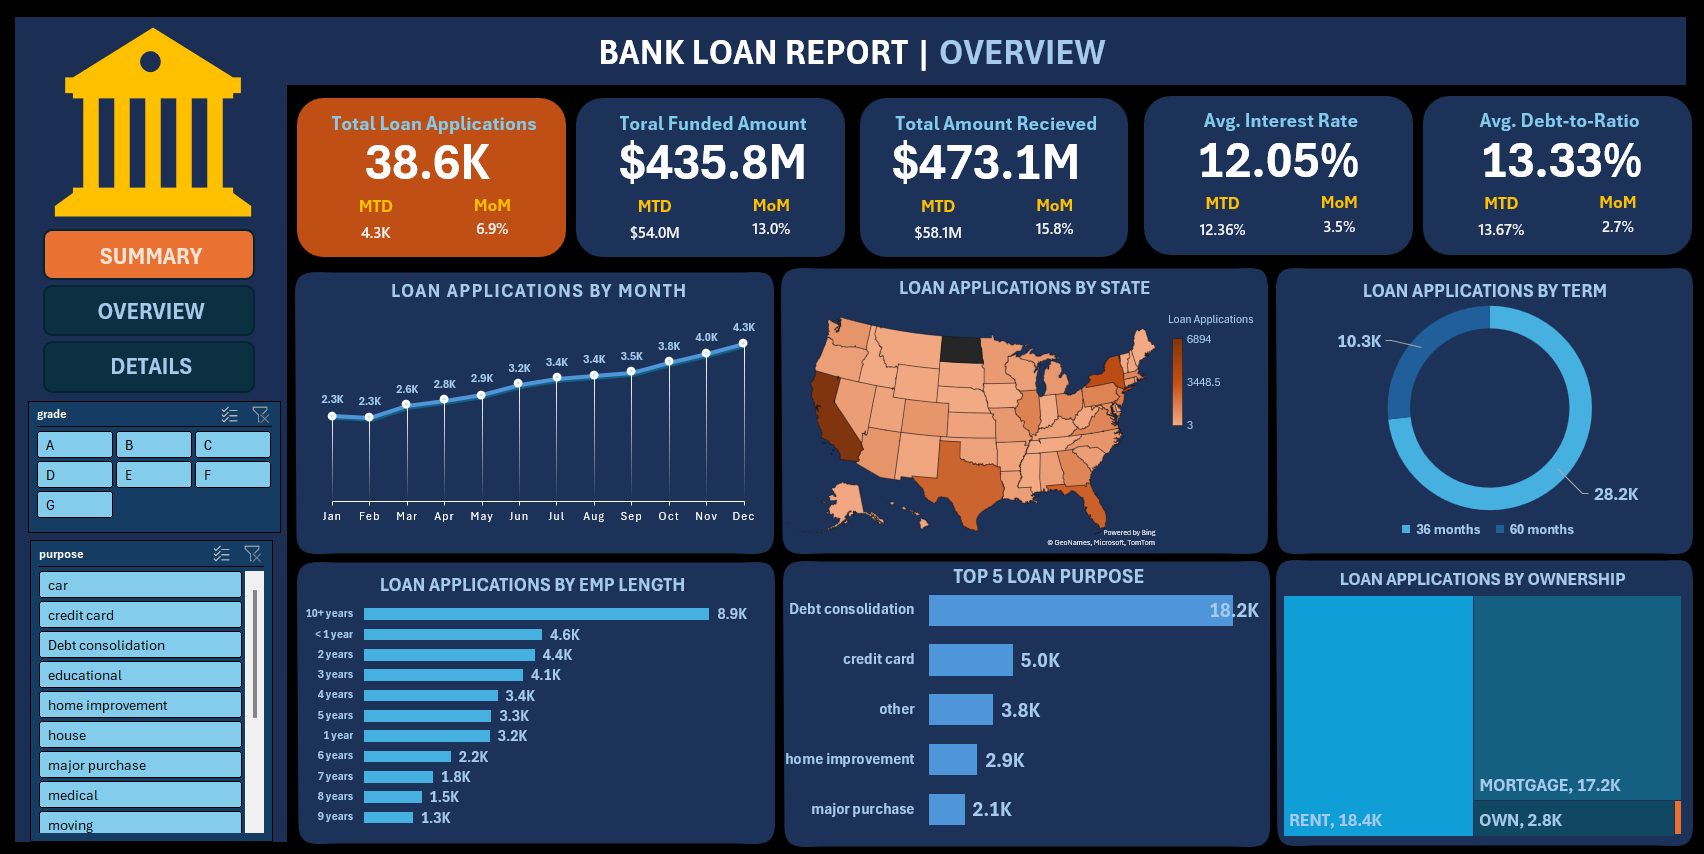 BANK LOAN REPORT | OVERVIEW
SUMMARY
OVERVIEW
DETAILS
grade
A B C
D E F
G
purpose
car
credit card
Debt consolidation
educational
home improvement
house
major purchase
medical
moving
Total Loan Applications
38.6K
MTD MoM
4.3K 6.9%
Toral Funded Amount
$435.8M
MTD MoM
$54.0M 13.0%
Total Amount Recieved
$473.1M
MTD MoM
$58.1M 15.8%
Avg. Interest Rate
12.05%
MTD MoM
12.36% 3.5%
Avg. Debt-to-Ratio
13.33%
MTD MoM
13.67% 2.7%
LOAN APPLICATIONS BY MONTH
2.3K 2.3K 2.6K 2.8K 2.9K 3.2K 3.4K 3.4K 3.5K 3.8K 4.0K 4.3K
Jan Feb Mar Apr May Jun Jul Aug Sep Oct Nov Dec
LOAN APPLICATIONS BY STATE
Loan Applications
6894
3448.5
3
Powered by Bing
© GeoNames, Microsoft, TomTom
LOAN APPLICATIONS BY TERM
10.3K
28.2K
36 months 60 months
LOAN APPLICATIONS BY EMP LENGTH
10+ years 8.9K
< 1 year 4.6K
2 years 4.4K
3 years 4.1K
4 years 3.4K
5 years 3.3K
1 year 3.2K
6 years 2.2K
7 years 1.8K
8 years 1.5K
9 years 1.3K
TOP 5 LOAN PURPOSE
Debt consolidation 18.2K
credit card 5.0K
other 3.8K
home improvement 2.9K
major purchase 2.1K
LOAN APPLICATIONS BY OWNERSHIP
RENT, 18.4K
MORTGAGE, 17.2K
OWN, 2.8K